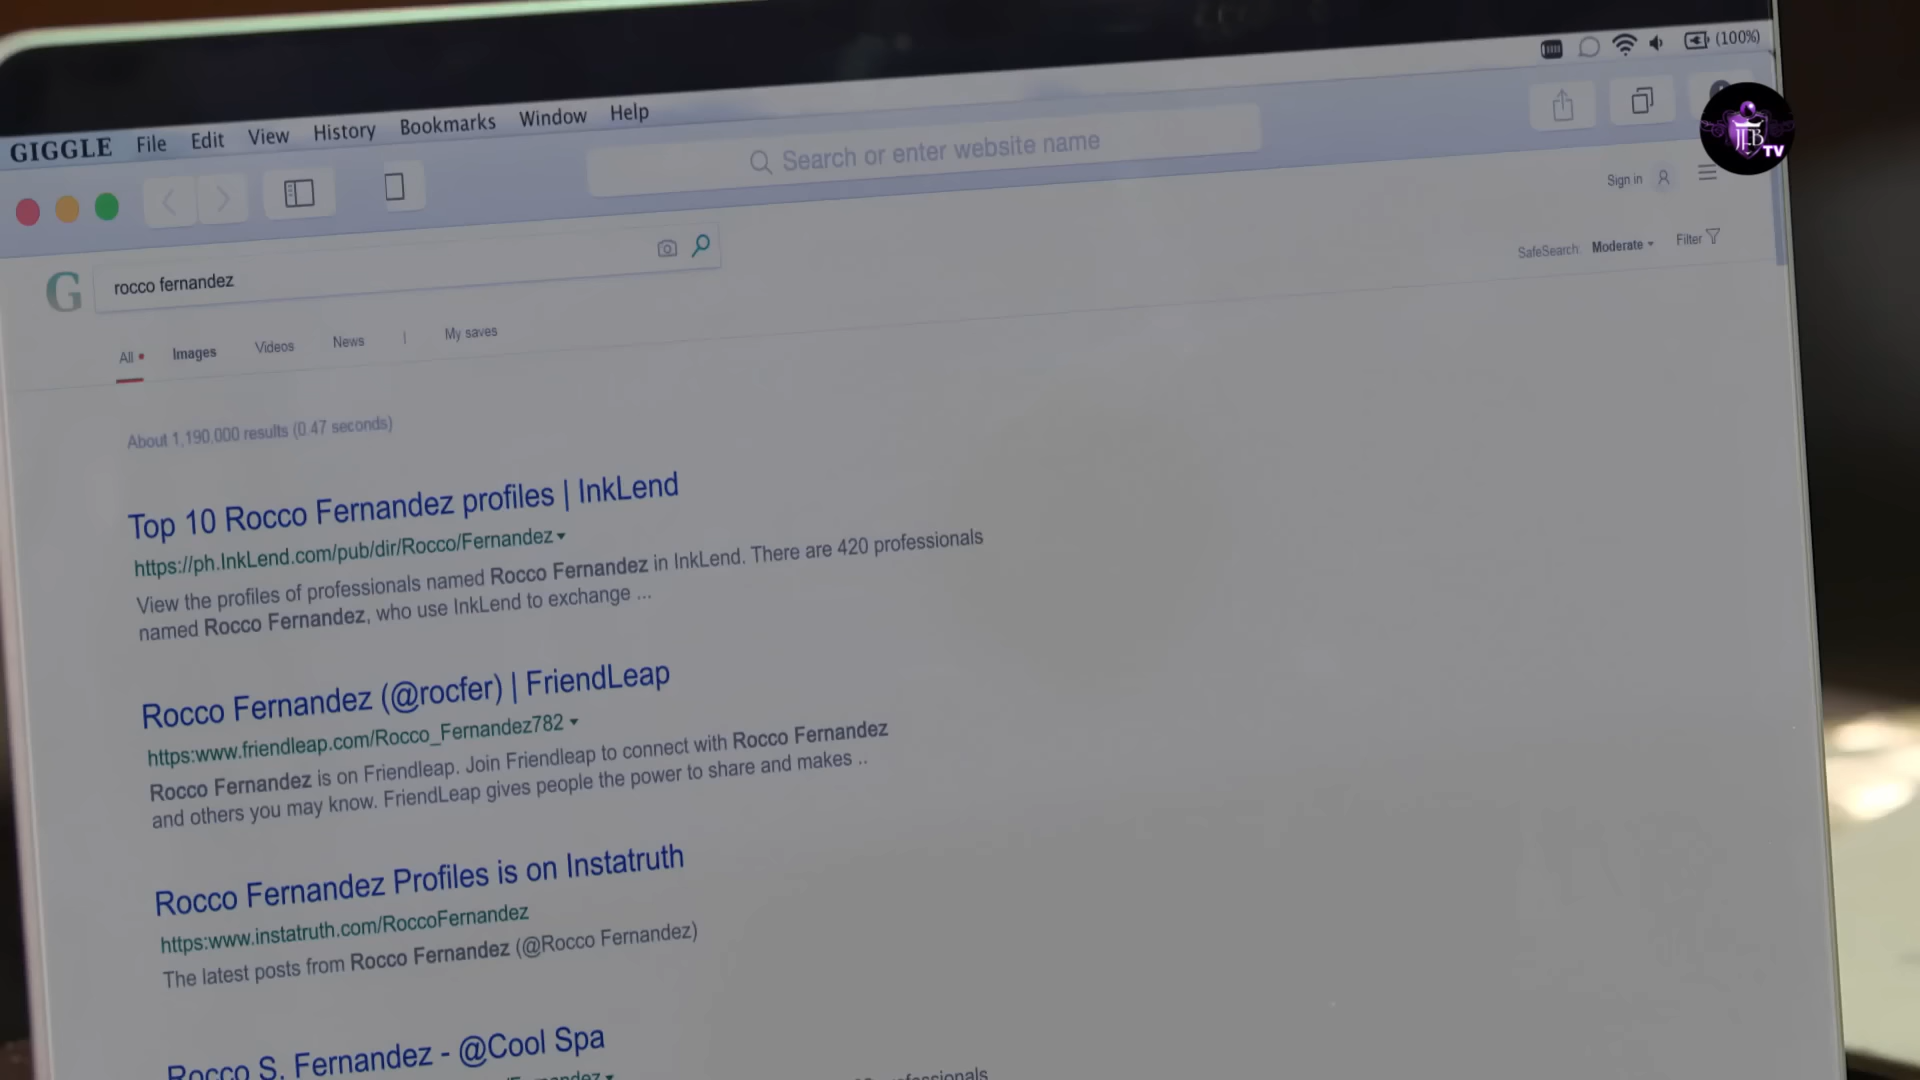 (100%)
GIGGLE File Edit View History Bookmarks Window Help
Search or enter website name
JFB
TV
Sign in
G rocco fernandez
SafeSearch: Moderate Filter
All Images Videos News | My saves
About 1,190,000 results (0.47 seconds)
Top 10 Rocco Fernandez profiles | InkLend
https://ph.InkLend.com/pub/dir/Rocco/Fernandez
View the profiles of professionals named Rocco Fernandez in InkLend. There are 420 professionals
named Rocco Fernandez, who use InkLend to exchange ...
Rocco Fernandez (@rocfer) | FriendLeap
https:www.friendleap.com/Rocco_Fernandez782
Rocco Fernandez is on Friendleap. Join Friendleap to connect with Rocco Fernandez
and others you may know. FriendLeap gives people the power to share and makes ..
Rocco Fernandez Profiles is on Instatruth
https:www.instatruth.com/RoccoFernandez
The latest posts from Rocco Fernandez (@Rocco Fernandez)
Rocco S. Fernandez - @Cool Spa